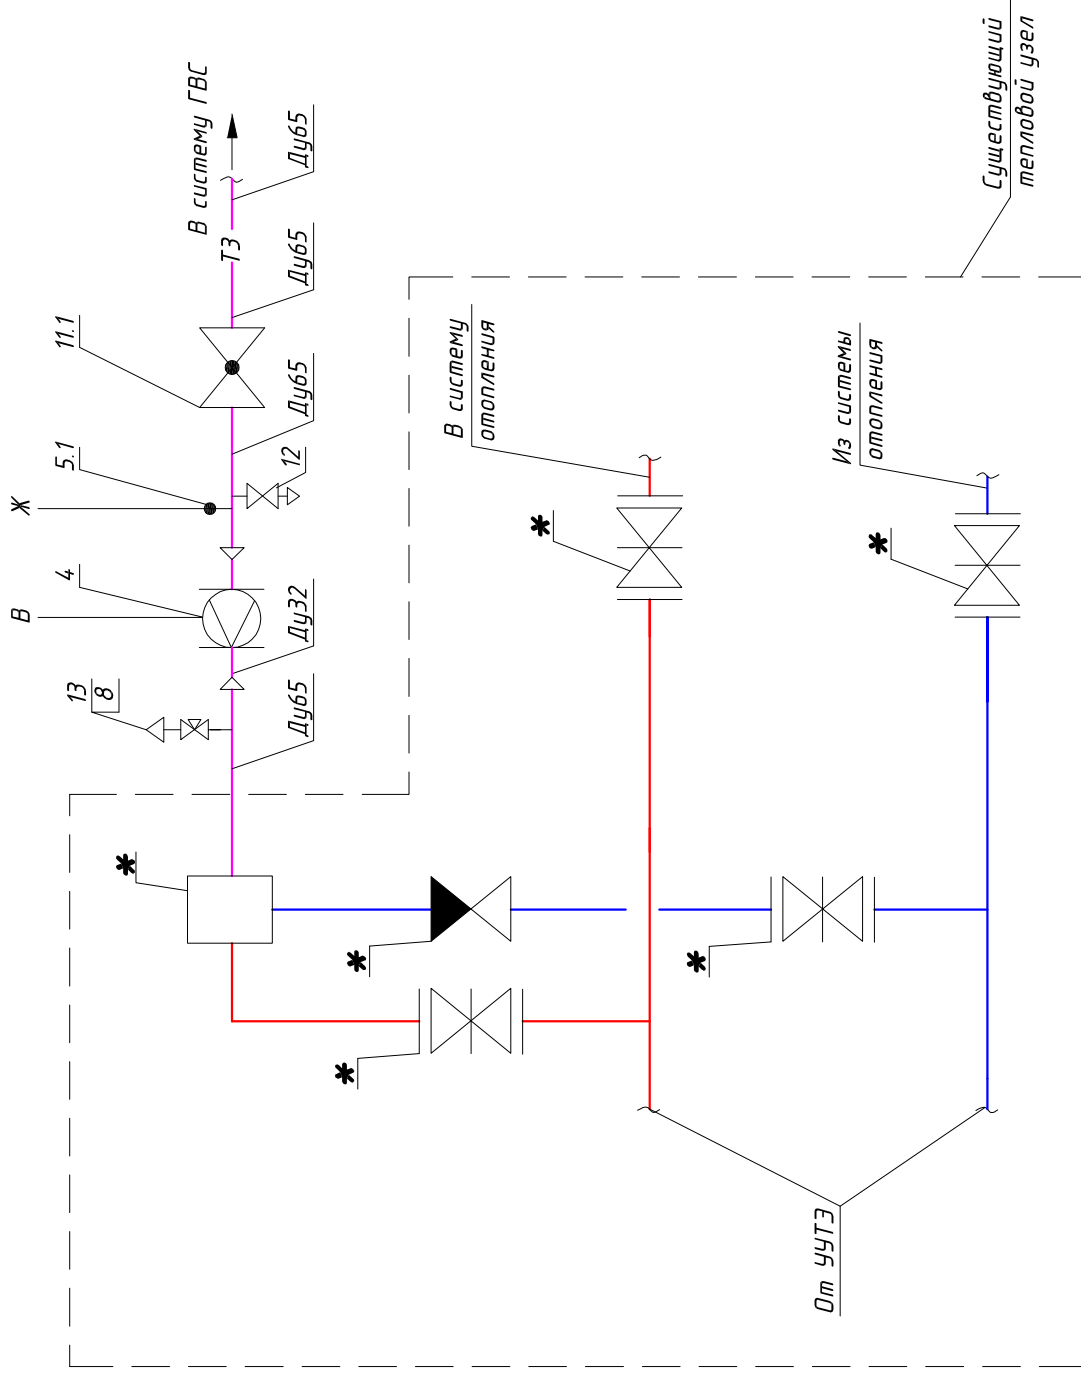 В систему ГВС
Т3
Ду65
Ду65
Ду65
Ду32
Ду65
11.1
5.1
Ж
12
4
В
13
8
*
*
*
*
*
*
В систему
отопления
Из системы
отопления
Существующий
тепловой узел
От УУТЭ